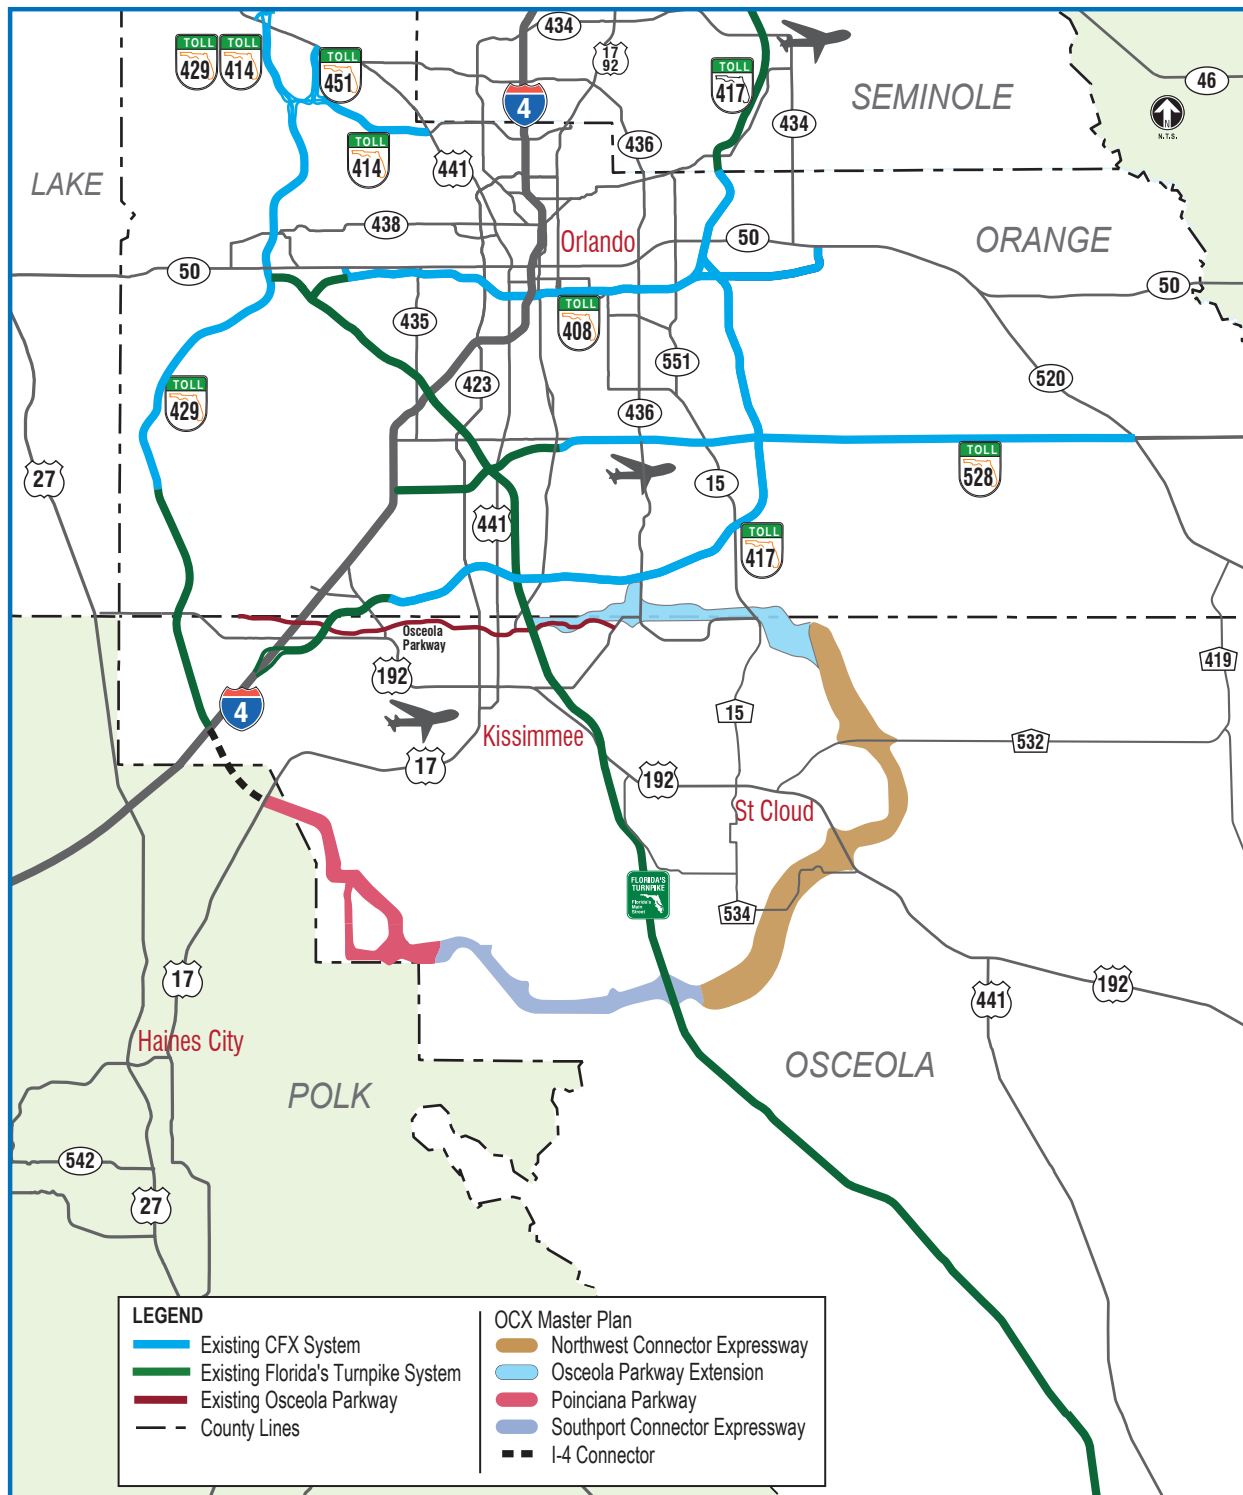 434
17
92
TOLL
429
TOLL
414
TOLL
451
TOLL
417
4
46
SEMINOLE
N
N.T.S.
434
436
TOLL
414
441
LAKE
438
Orlando
50
ORANGE
50
50
TOLL
408
435
551
520
423
TOLL
429
436
27
15
TOLL
528
441
TOLL
417
Osceola
Parkway
192
419
4
15
Kissimmee
532
17
192
St Cloud
FLORIDA'S
TURNPIKE
Florida's
Main
Street
534
17
192
441
Haines City
OSCEOLA
POLK
542
27
LEGEND
Existing CFX System
Existing Florida's Turnpike System
Existing Osceola Parkway
County Lines
OCX Master Plan
Northwest Connector Expressway
Osceola Parkway Extension
Poinciana Parkway
Southport Connector Expressway
I-4 Connector